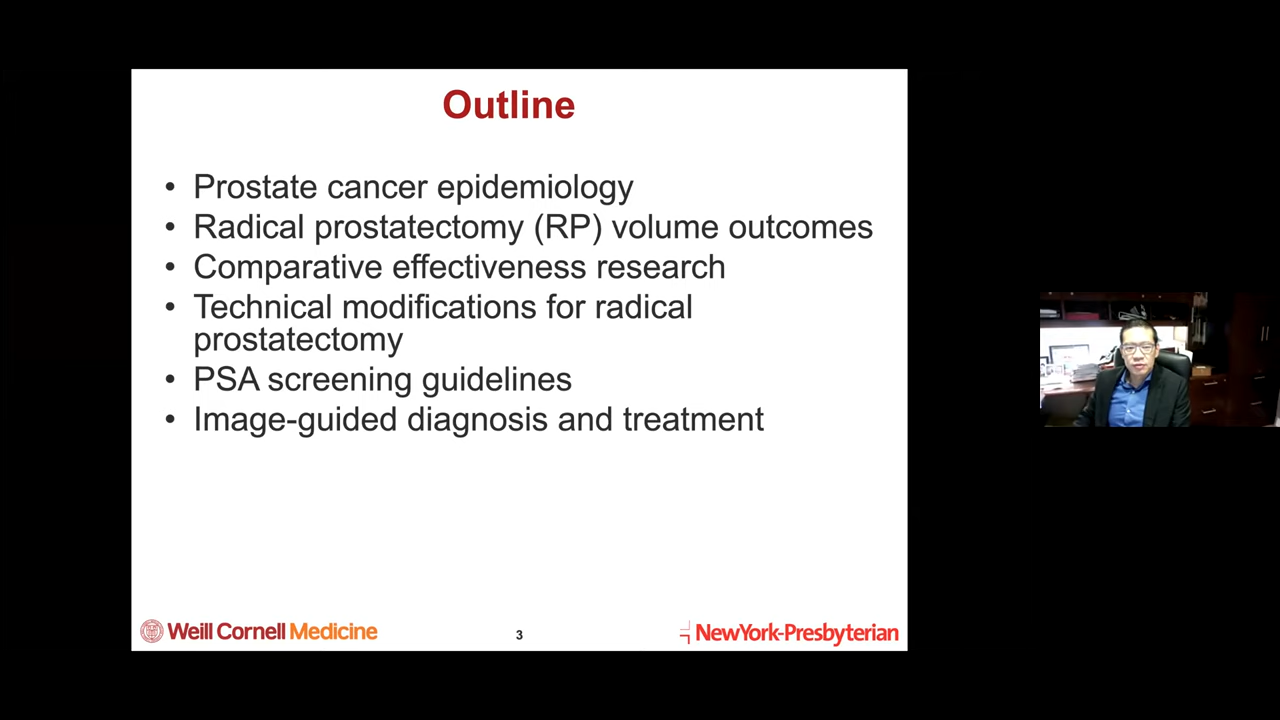 Outline
• Prostate cancer epidemiology
• Radical prostatectomy (RP) volume outcomes
• Comparative effectiveness research
• Technical modifications for radical
prostatectomy
• PSA screening guidelines
• Image-guided diagnosis and treatment
Weill Cornell Medicine
3
NewYork-Presbyterian